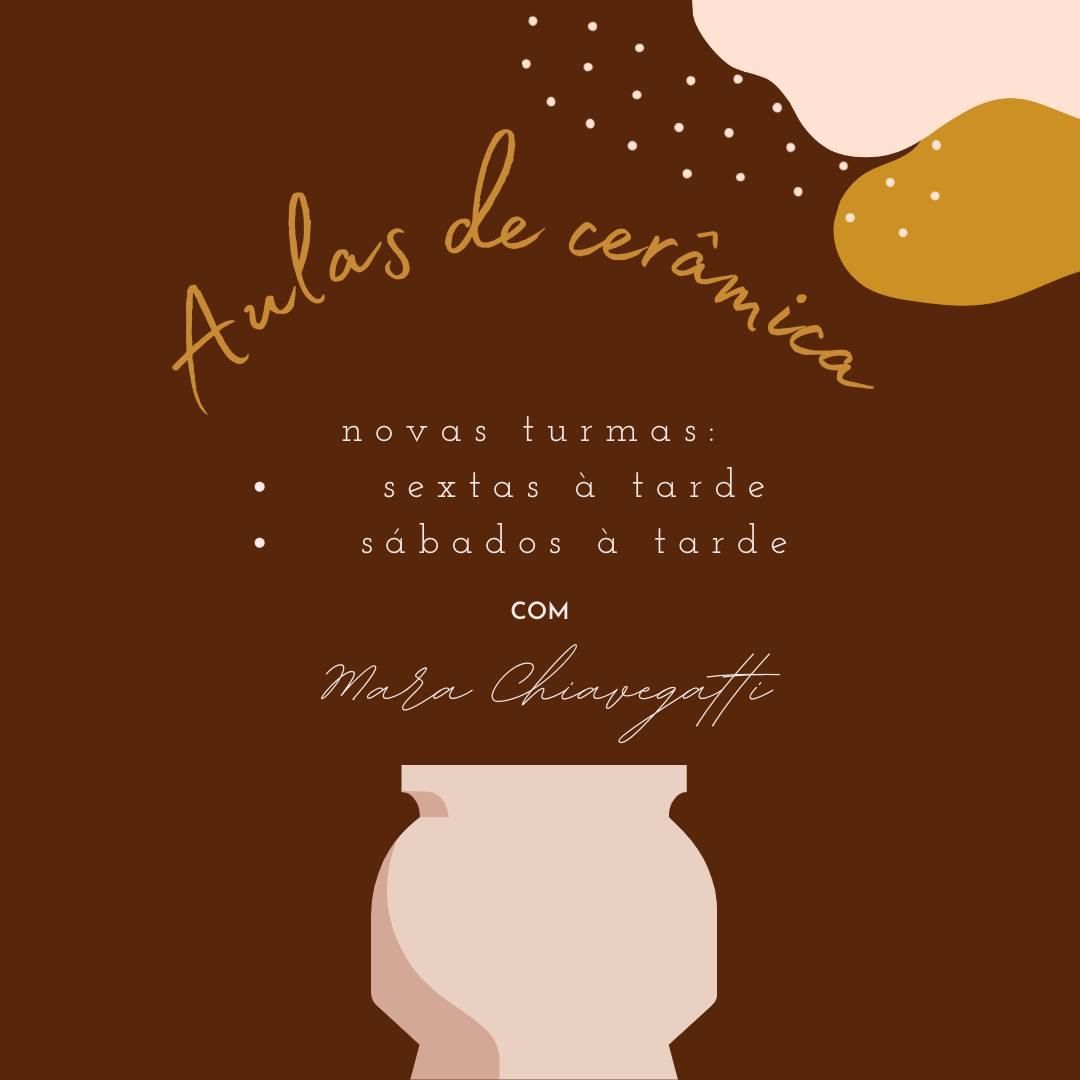 Aulas de cerâmica
novas turmas:
• sextas à tarde
• sábados à tarde
COM
Mara Chiavegatti